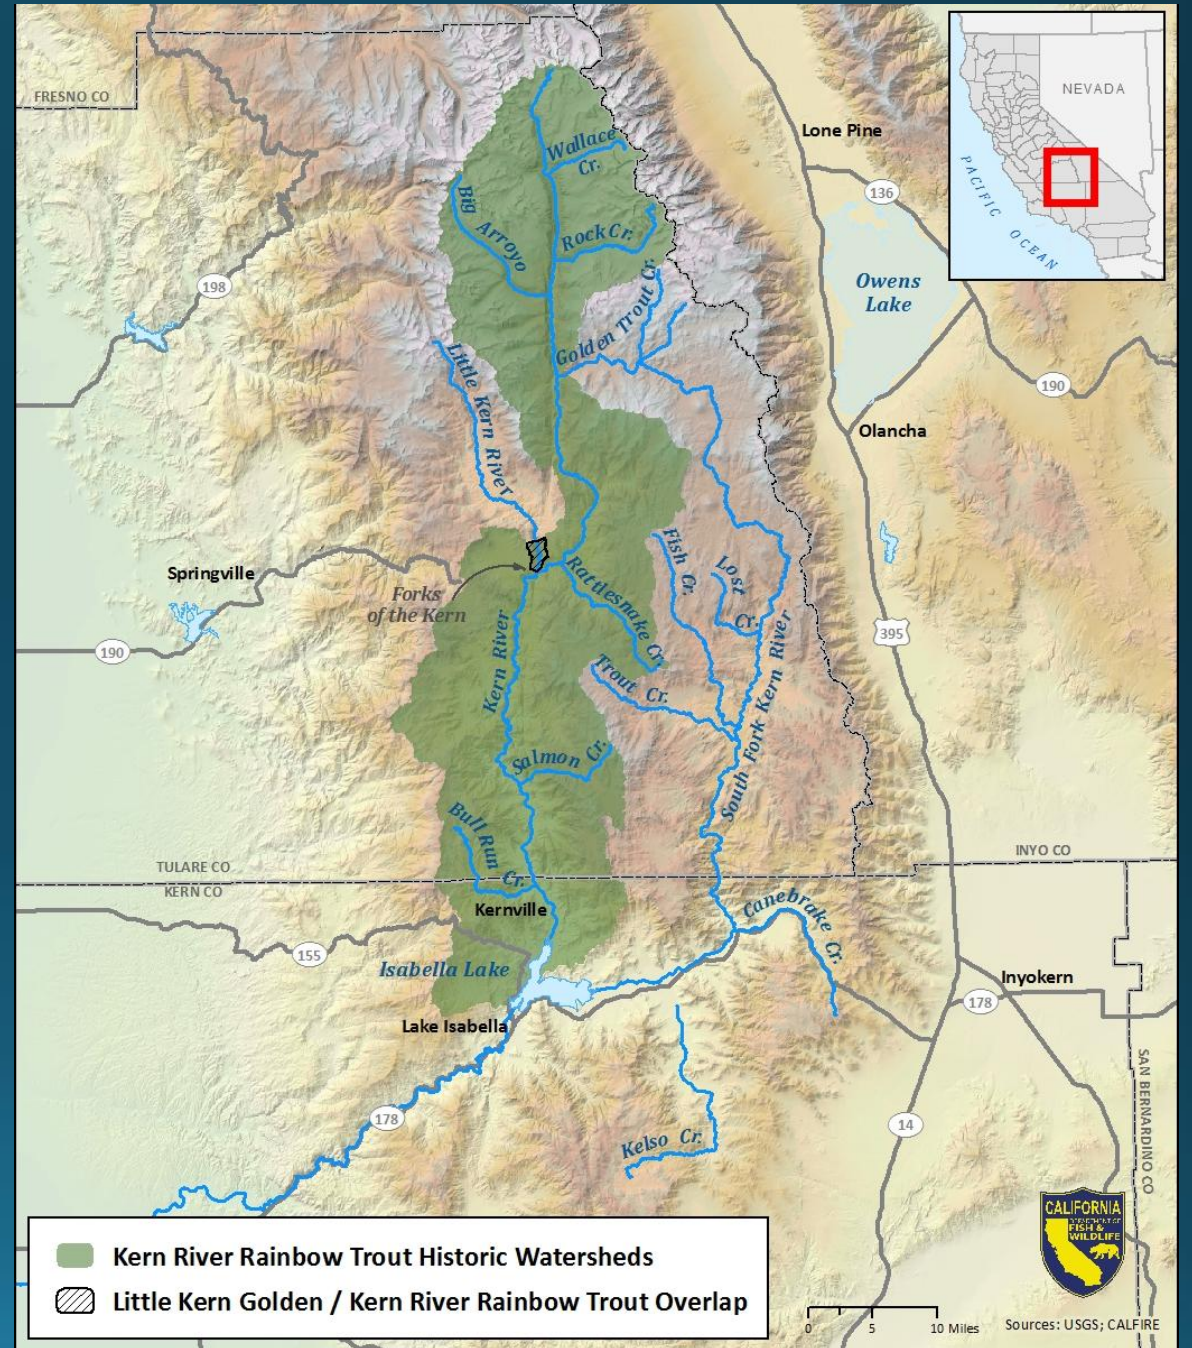 FRESNO CO
Wallace
Cr.
Big Arroyo
Rock Cr.
Golden Trout Cr.
Little Kern River
Lone Pine
136
Owens
Lake
NEVADA
PACIFIC OCEAN
198
190
Olancha
Springville
Forks
of the Kern
190
Rattlesnake Cr.
Fish Cr.
Lost Cr.
395
Kern River
Trout Cr.
South Fork Kern River
Salmon Cr.
Bull Run Cr.
TULARE CO
KERN CO
INYO CO
Kernville
Canebrake Cr.
155
Isabella Lake
Inyokern
178
Lake Isabella
SAN BERNARDINO CO
178
14
Kelso Cr.
Kern River Rainbow Trout Historic Watersheds
Little Kern Golden / Kern River Rainbow Trout Overlap
CALIFORNIA
DEPARTMENT OF
FISH &
WILDLIFE
0 5 10 Miles
Sources: USGS; CALFIRE